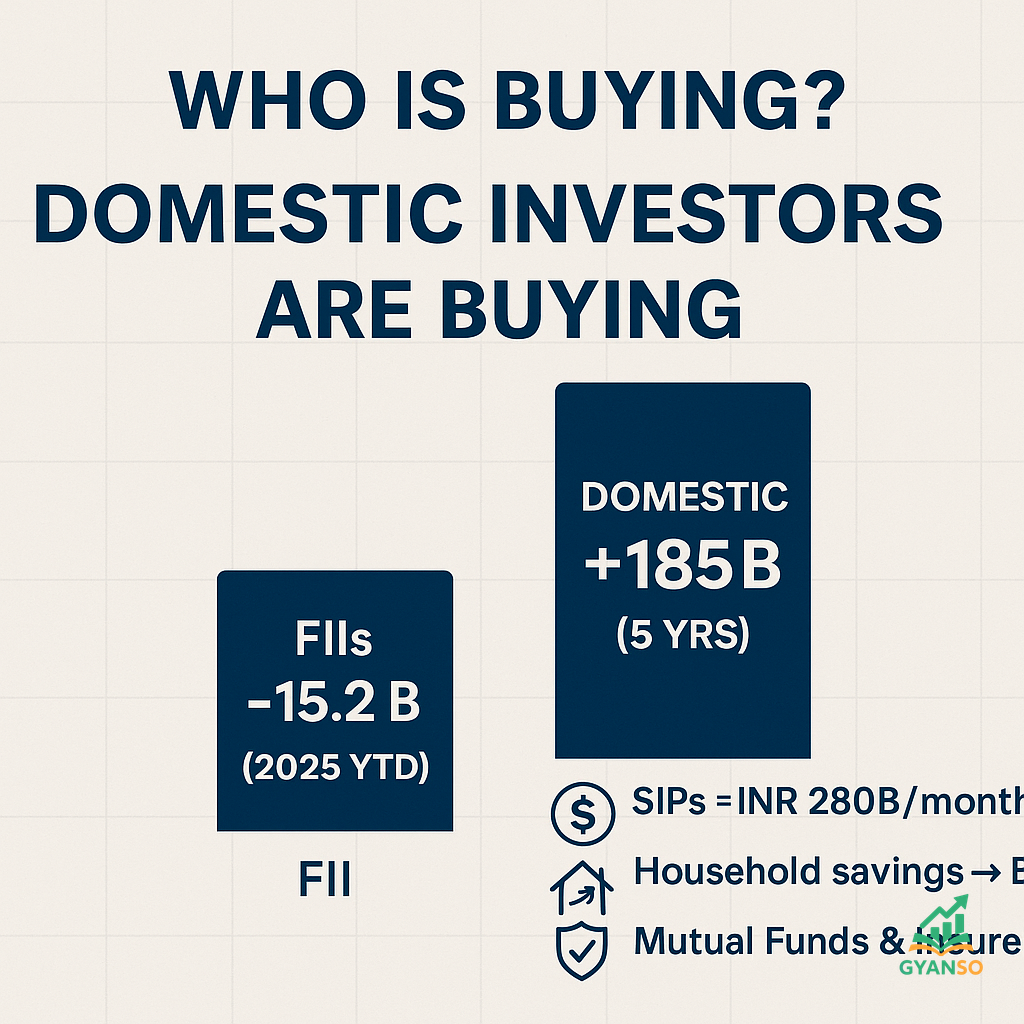 WHO IS BUYING?
DOMESTIC INVESTORS
ARE BUYING
DOMESTIC
+185 B
(5 YRS)
FIIs
-15.2 B
(2025 YTD)
FII
$
SIPs = INR 280B/month
Household savings →
Mutual Funds &
GYANSO